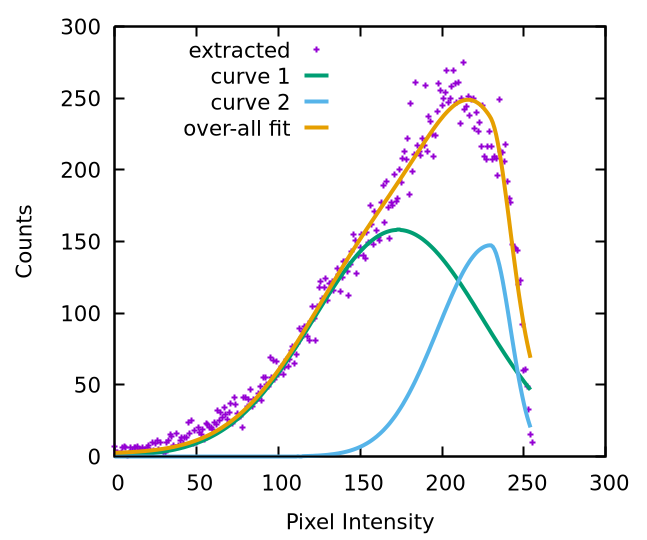 300
250
200
150
100
50
0
Counts
extracted
curve 1
curve 2
over-all fit
0 50 100 150 200 250 300
Pixel Intensity